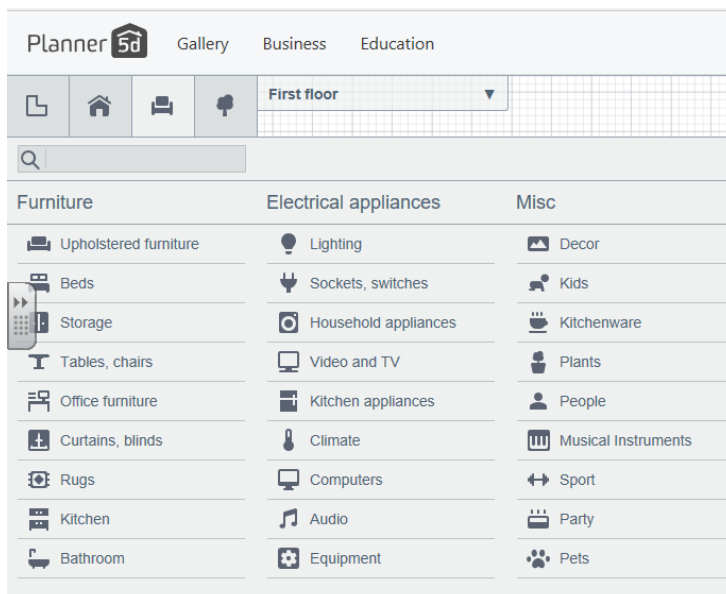 Planner 5d Gallery Business Education
First floor
Furniture
Upholstered furniture
Beds
Storage
Tables, chairs
Office furniture
Curtains, blinds
Rugs
Kitchen
Bathroom
Electrical appliances
Lighting
Sockets, switches
Household appliances
Video and TV
Kitchen appliances
Climate
Computers
Audio
Equipment
Misc
Decor
Kids
Kitchenware
Plants
People
Musical Instruments
Sport
Party
Pets